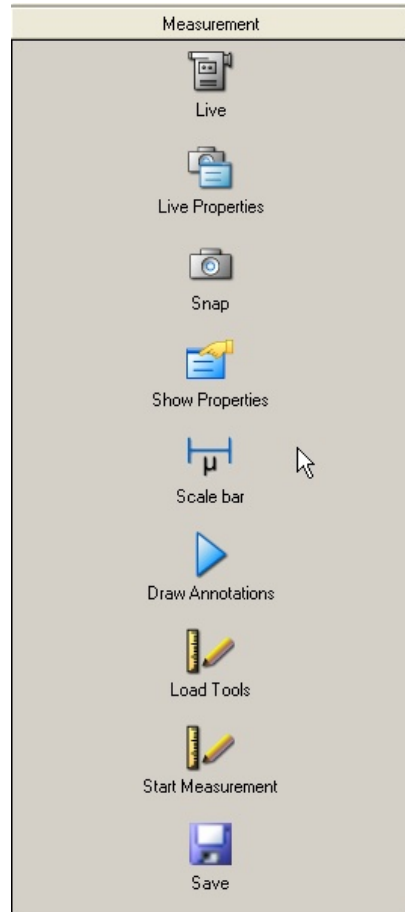 Measurement
Live
Live Properties
Snap
Show Properties
μ
Scale bar
Draw Annotations
Load Tools
Start Measurement
Save